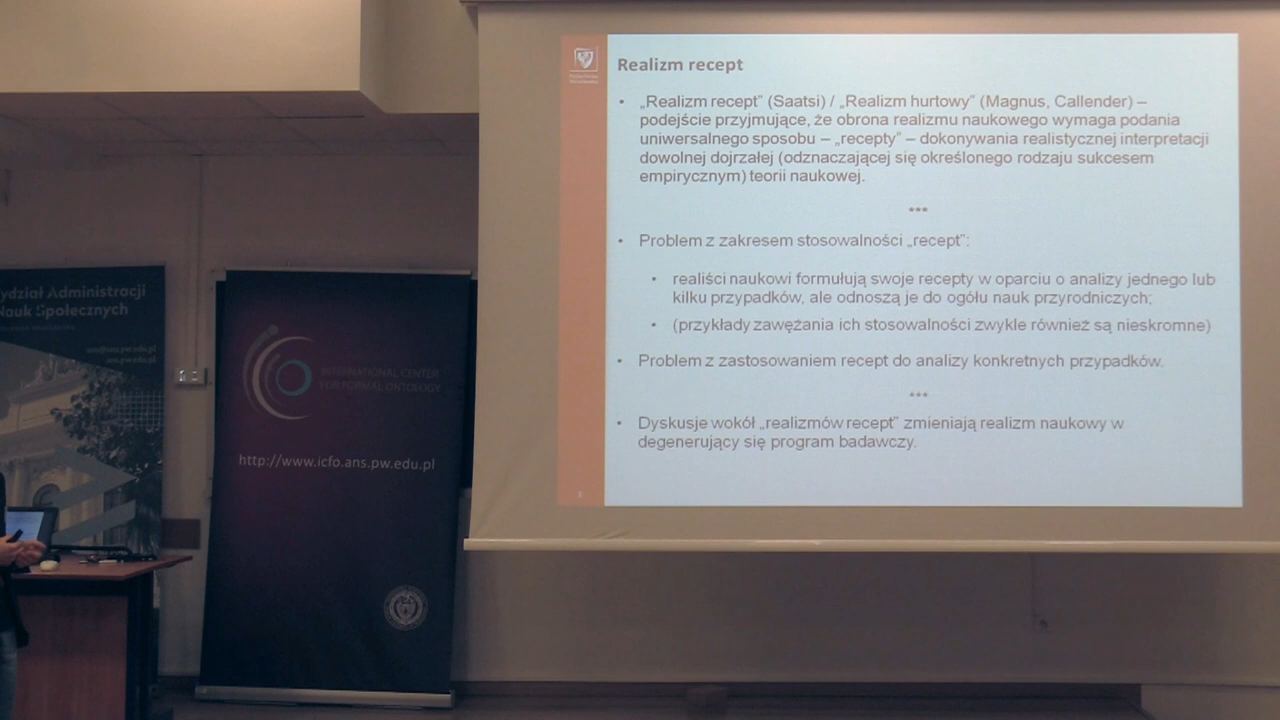 Realizm recept
• „Realizm recept” (Saatsi) / „Realizm hurtowy” (Magnus, Callender) –
podejście przyjmujące, że obrona realizmu naukowego wymaga podania
uniwersalnego sposobu – „recepty” – dokonywania realistycznej interpretacji
dowolnej dojrzałej (odznaczającej się określonego rodzaju sukcesem
empirycznym) teorii naukowej.
***
• Problem z zakresem stosowalności „recept”:
• realiści naukowi formułują swoje recepty w oparciu o analizy jednego lub
kilku przypadków, ale odnoszą je do ogółu nauk przyrodniczych;
• (przykłady zawężania ich stosowalności zwykle również są nieskromne)
• Problem z zastosowaniem recept do analizy konkretnych przypadków.
***
• Dyskusje wokół „realizmów recept” zmieniają realizm naukowy w
degenerujący się program badawczy.
ydział Administracji
Nauk Społecznych
INTERNATIONAL CENTER
FOR FORMAL ONTOLOGY
http://www.icfo.ans.pw.edu.pl